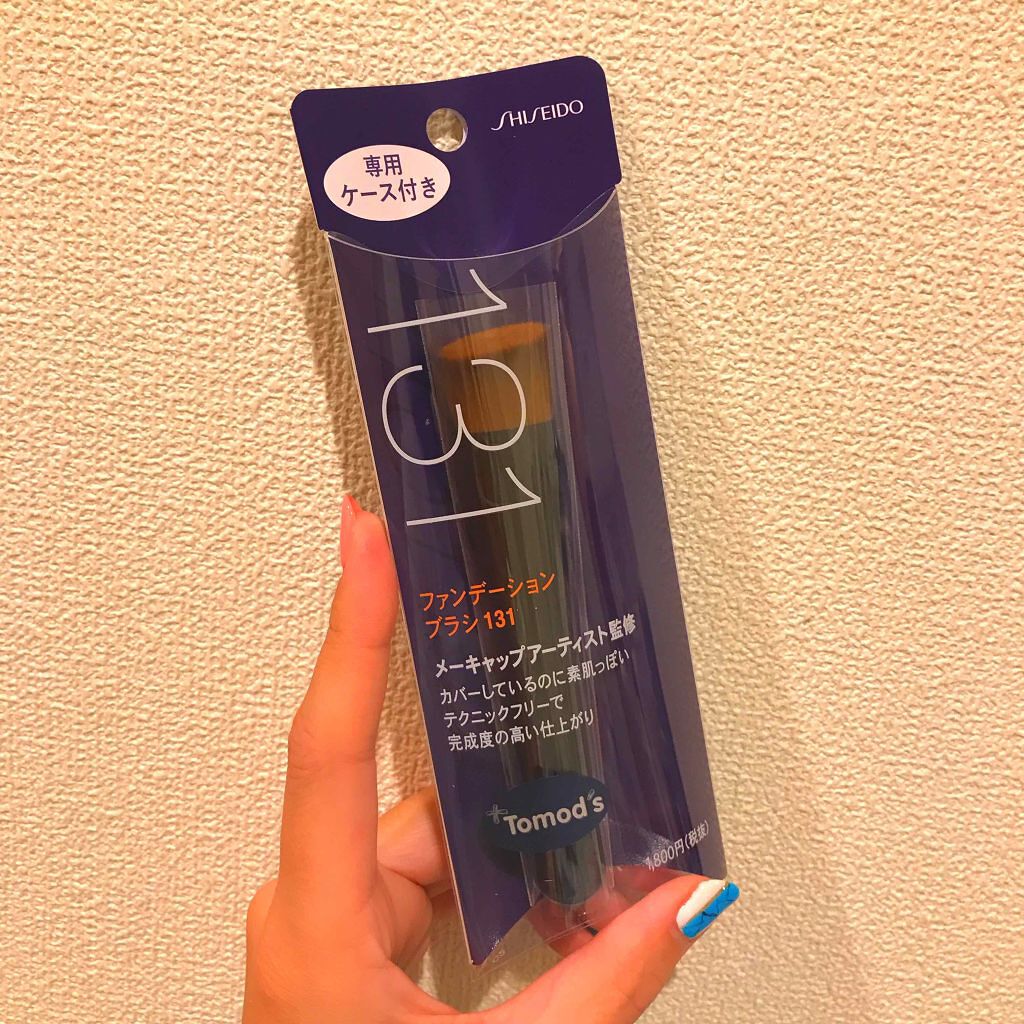 SHISEIDO
専用
ケース付き
131
ファンデーション
ブラシ131
メーキャップアーティスト監修
カバーしているのに素肌っぽい
テクニックフリーで
完成度の高い仕上がり
Tomod's
1,800円(税抜)